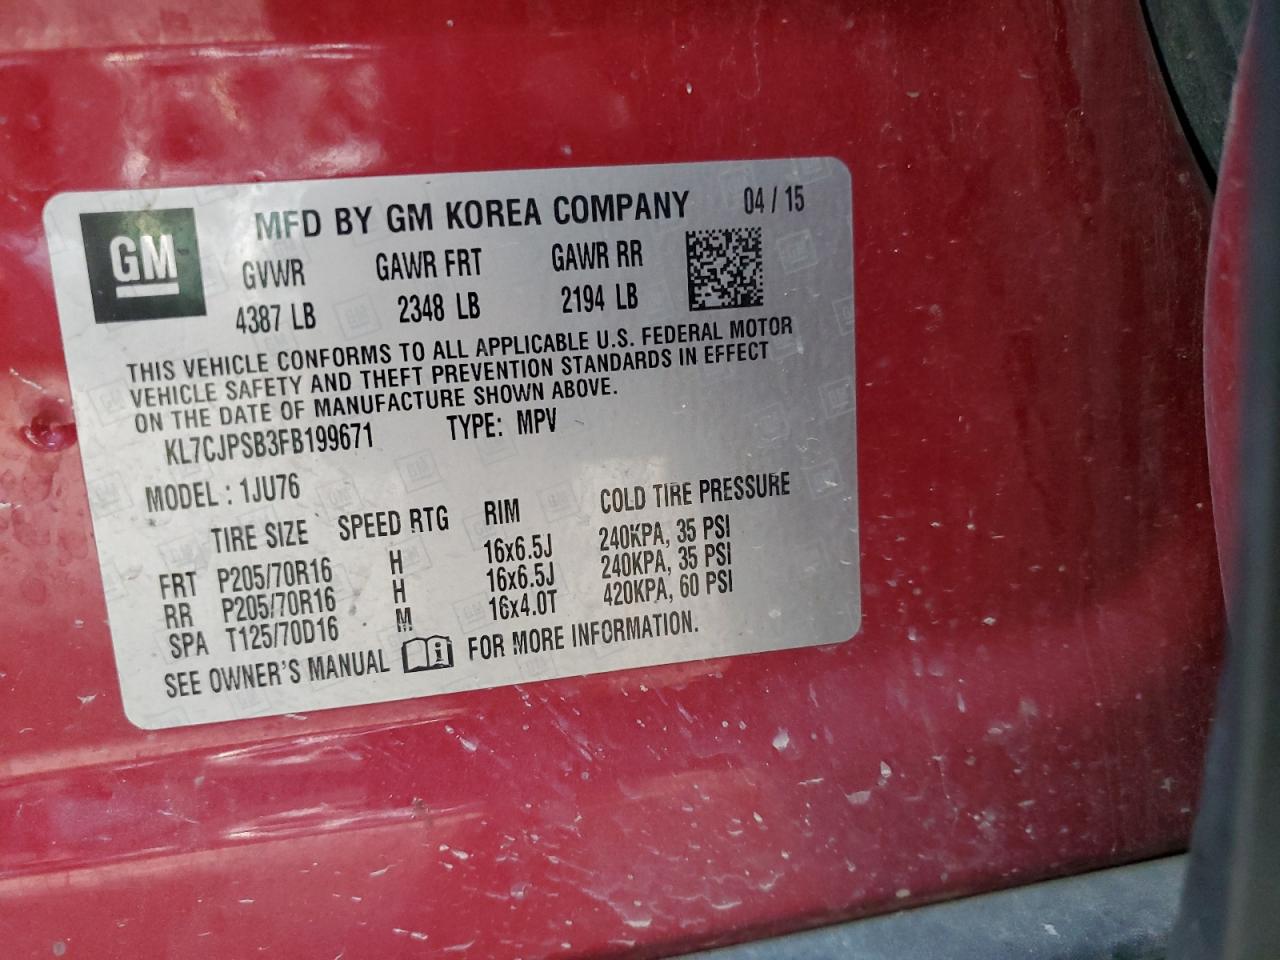 GM
MFD BY GM KOREA COMPANY 04 / 15
GVWR GAWR FRT GAWR RR
4387 LB 2348 LB 2194 LB
THIS VEHICLE CONFORMS TO ALL APPLICABLE U.S. FEDERAL MOTOR
VEHICLE SAFETY AND THEFT PREVENTION STANDARDS IN EFFECT
ON THE DATE OF MANUFACTURE SHOWN ABOVE.
KL7CJPSB3FB199671 TYPE: MPV
MODEL : 1JU76
TIRE SIZE SPEED RTG RIM COLD TIRE PRESSURE
FRT P205/70R16 H 16x6.5J 240KPA, 35 PSI
RR P205/70R16 H 16x6.5J 240KPA, 35 PSI
SPA T125/70D16 M 16x4.0T 420KPA, 60 PSI
SEE OWNER'S MANUAL i FOR MORE INFORMATION.